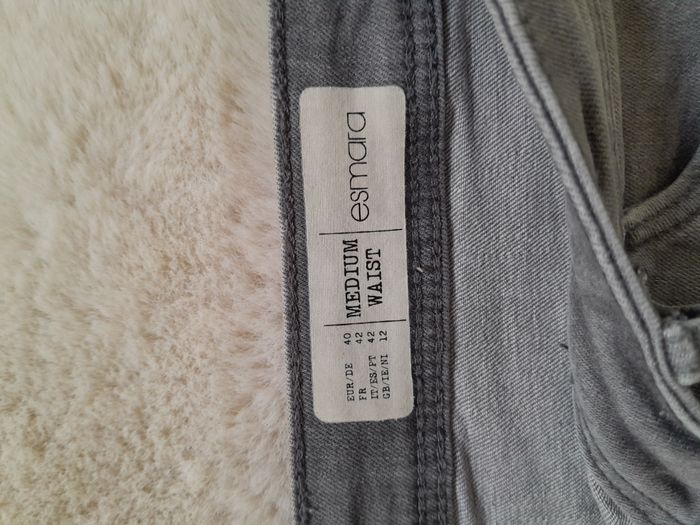 EUR/DE 40
FR 42
IT/ES/PT 42
GB/IE/NI 12
MEDIUM
WAIST
esmara